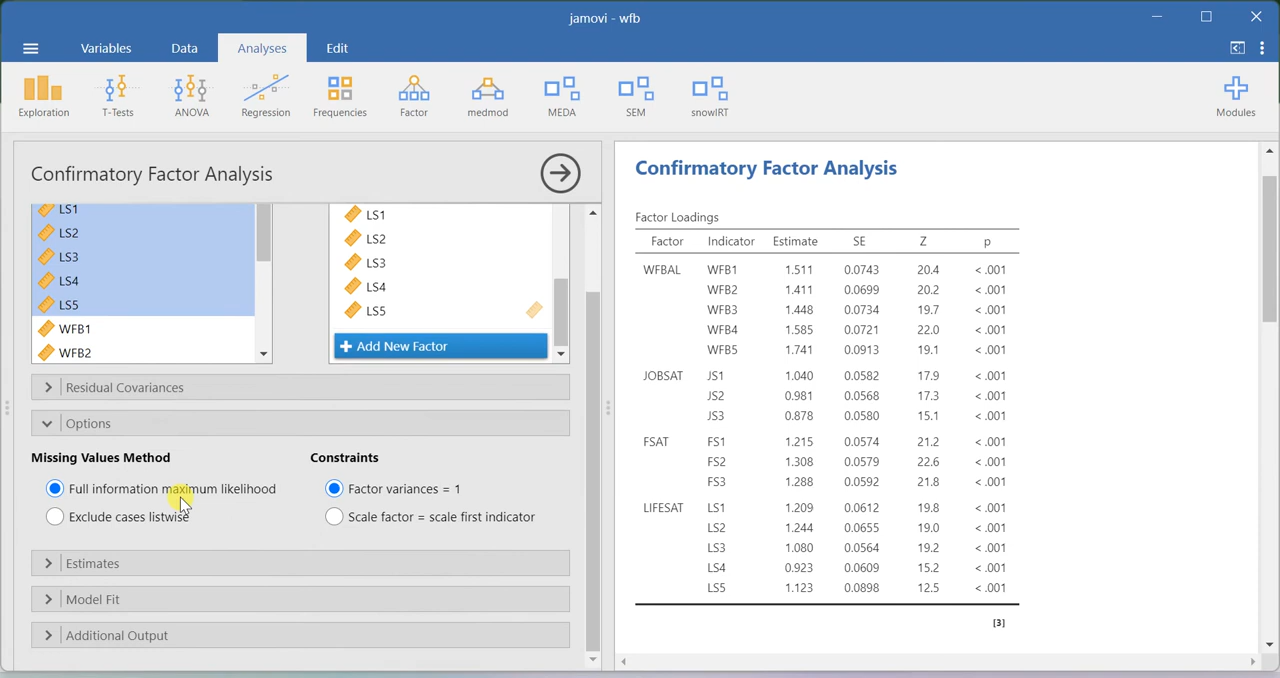 jamovi - wfb
Variables Data Analyses Edit
Exploration T-Tests ANOVA Regression Frequencies Factor medmod MEDA SEM snowIRT Modules
Confirmatory Factor Analysis
LS1
LS2
LS3
LS4
LS5
WFB1
WFB2
LS1
LS2
LS3
LS4
LS5
Add New Factor
Residual Covariances
Options
Missing Values Method
Full information maximum likelihood
Exclude cases listwise
Constraints
Factor variances = 1
Scale factor = scale first indicator
Estimates
Model Fit
Additional Output
Confirmatory Factor Analysis
Factor Loadings
Factor Indicator Estimate SE Z p
WFBAL WFB1 1.511 0.0743 20.4 < .001
WFB2 1.411 0.0699 20.2 < .001
WFB3 1.448 0.0734 19.7 < .001
WFB4 1.585 0.0721 22.0 < .001
WFB5 1.741 0.0913 19.1 < .001
JOBSAT JS1 1.040 0.0582 17.9 < .001
JS2 0.981 0.0568 17.3 < .001
JS3 0.878 0.0580 15.1 < .001
FSAT FS1 1.215 0.0574 21.2 < .001
FS2 1.308 0.0579 22.6 < .001
FS3 1.288 0.0592 21.8 < .001
LIFESAT LS1 1.209 0.0612 19.8 < .001
LS2 1.244 0.0655 19.0 < .001
LS3 1.080 0.0564 19.2 < .001
LS4 0.923 0.0609 15.2 < .001
LS5 1.123 0.0898 12.5 < .001
[3]